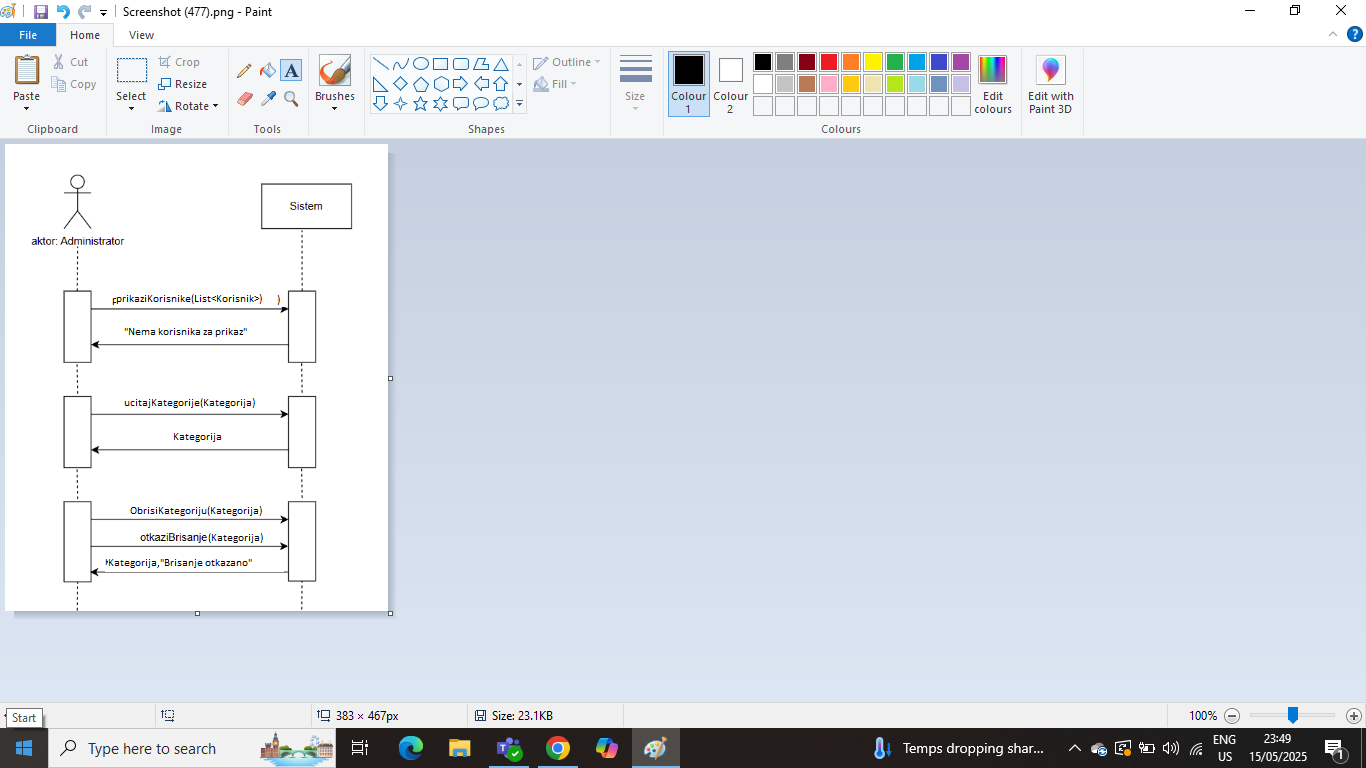 Screenshot (477).png - Paint
File Home View
Paste
Cut
Copy
Clipboard
Select
Crop
Resize
Rotate
Image
A
Tools
Brushes
Shapes
Outline
Fill
Size
Colour 1
Colour 2
Colours
Edit colours
Edit with Paint 3D
Sistem
aktor: Administrator
prikaziKorisnike(List<Korisnik>) )
"Nema korisnika za prikaz"
ucitajKategorije(Kategorija)
Kategorija
ObrisiKategoriju(Kategorija)
otkaziBrisanje(Kategorija)
Kategorija,"Brisanje otkazano"
Start
383 × 467px
Size: 23.1KB
100%
Type here to search
Temps dropping shar...
ENG
US
23:49
15/05/2025
1